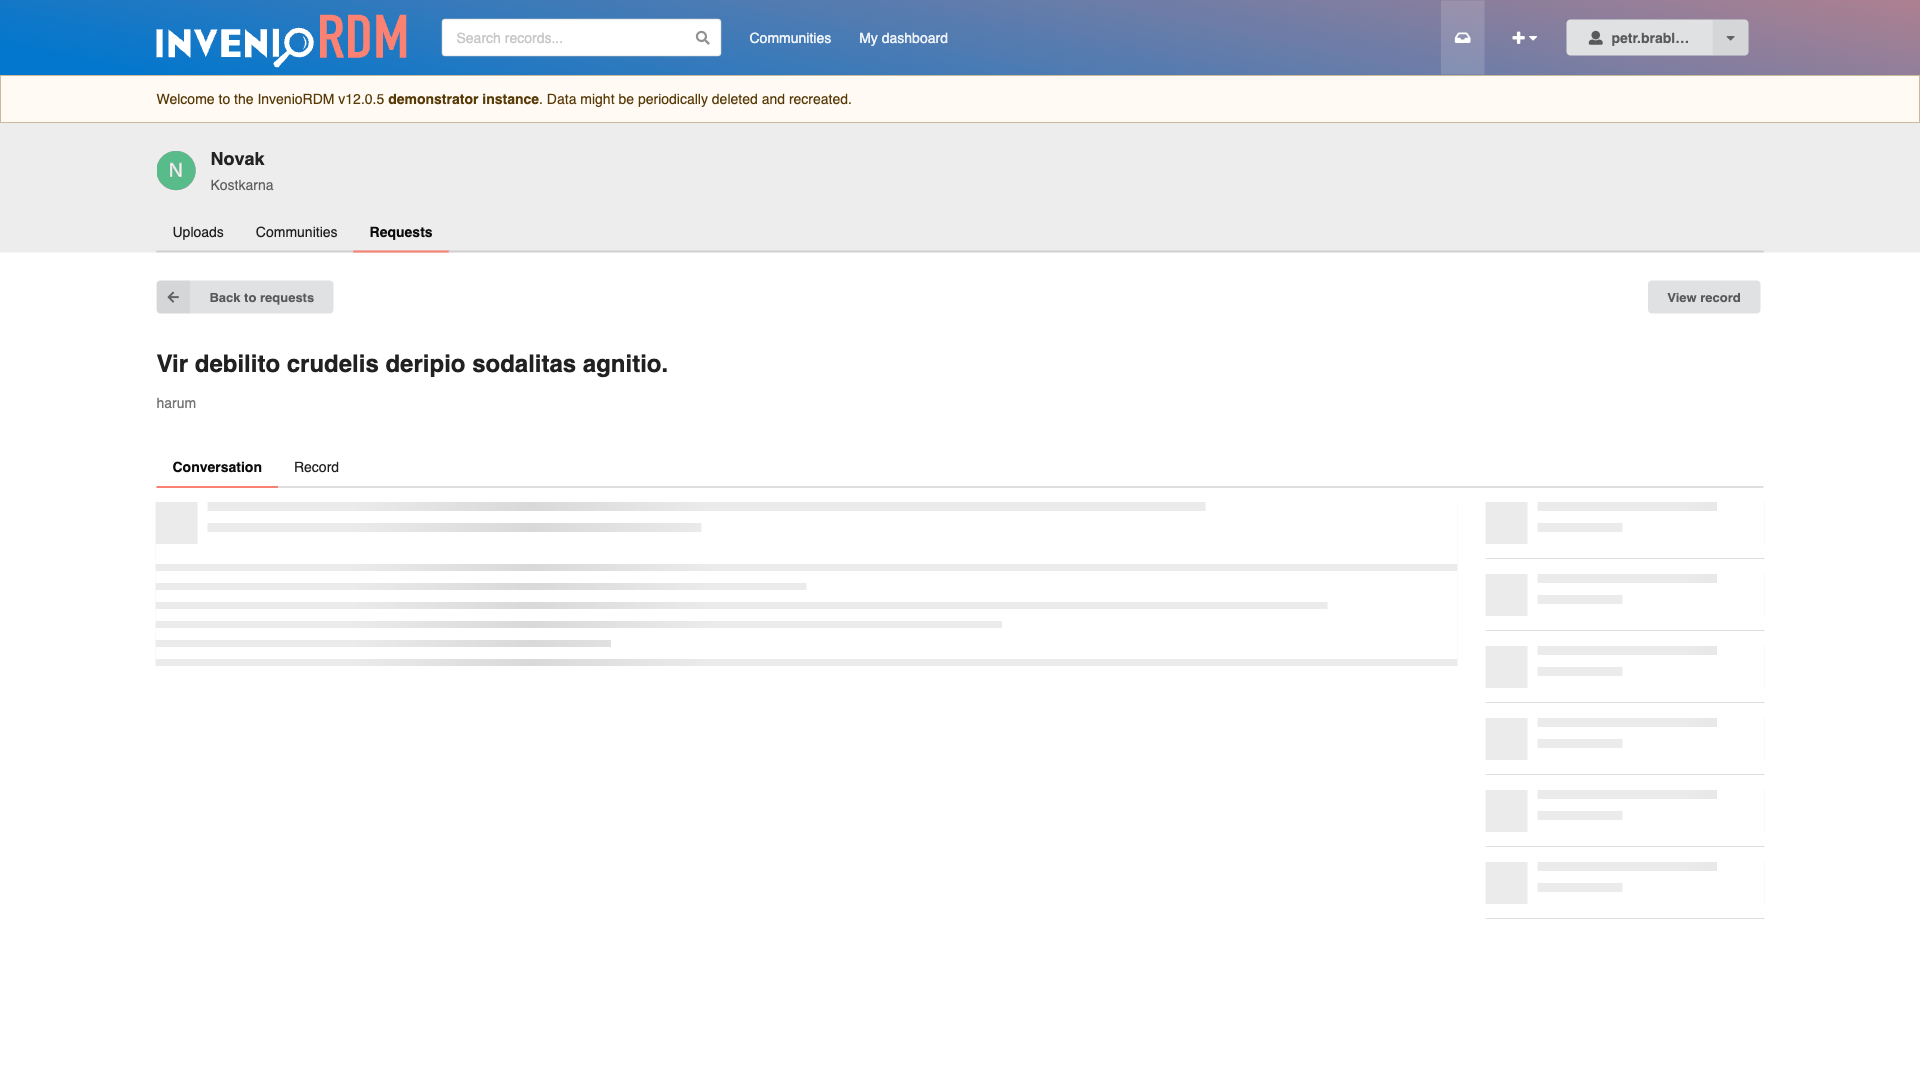 INVENIO RDM
Search records...
Communities
My dashboard
petr.brabl...
Welcome to the InvenioRDM v12.0.5 demonstrator instance. Data might be periodically deleted and recreated.
N
Novak
Kostkarna
Uploads
Communities
Requests
Back to requests
View record
Vir debilito crudelis deripio sodalitas agnitio.
harum
Conversation
Record